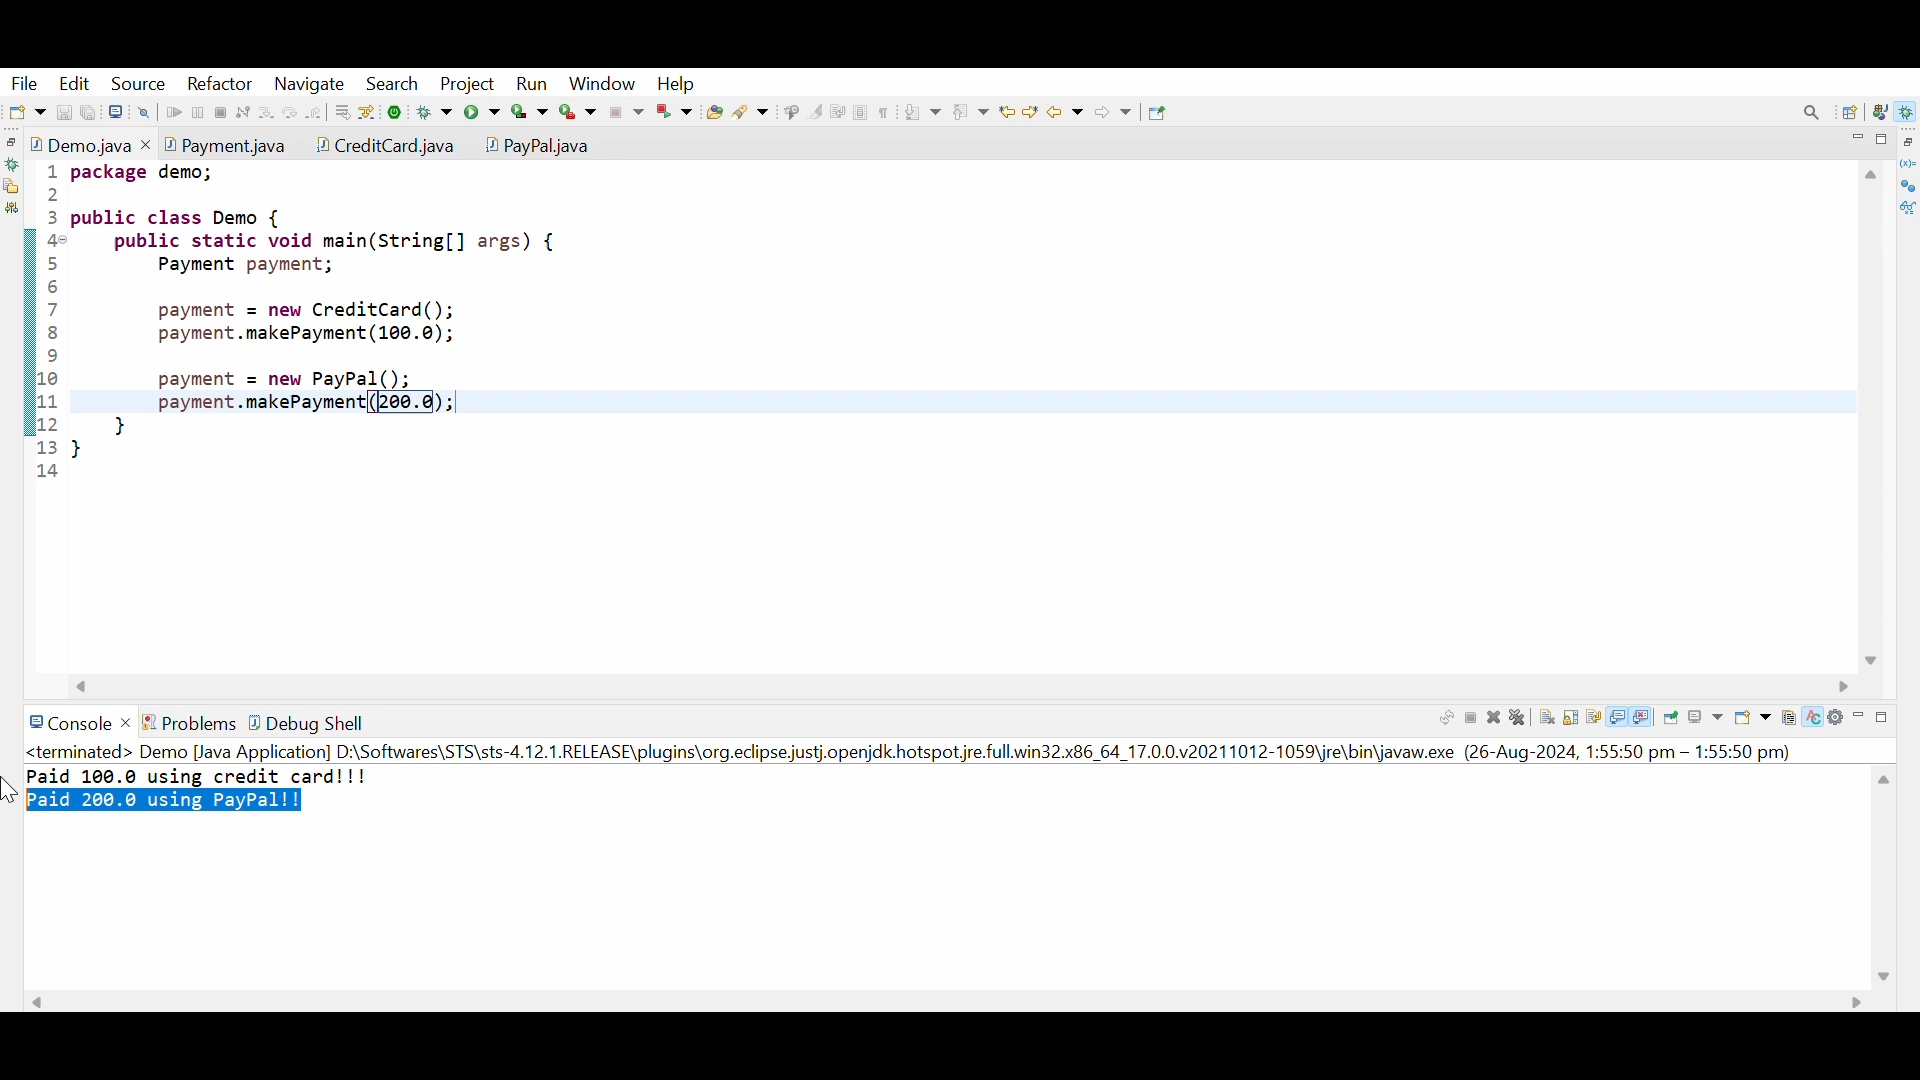 File Edit Source Refactor Navigate Search Project Run Window Help
Demo.java Payment.java CreditCard.java PayPal.java
1 package demo;
2
3 public class Demo {
4 public static void main(String[] args) {
5 Payment payment;
6
7 payment = new CreditCard();
8 payment.makePayment(100.0);
9
10 payment = new PayPal();
11 payment.makePayment(200.0);
12 }
13 }
14
Console Problems Debug Shell
<terminated> Demo [Java Application] D:\Softwares\STS\sts-4.12.1.RELEASE\plugins\org.eclipse.justj.openjdk.hotspot.jre.full.win32.x86_64_17.0.0.v20211012-1059\jre\bin\javaw.exe (26-Aug-2024, 1:55:50 pm – 1:55:50 pm)
Paid 100.0 using credit card!!!
Paid 200.0 using PayPal!!